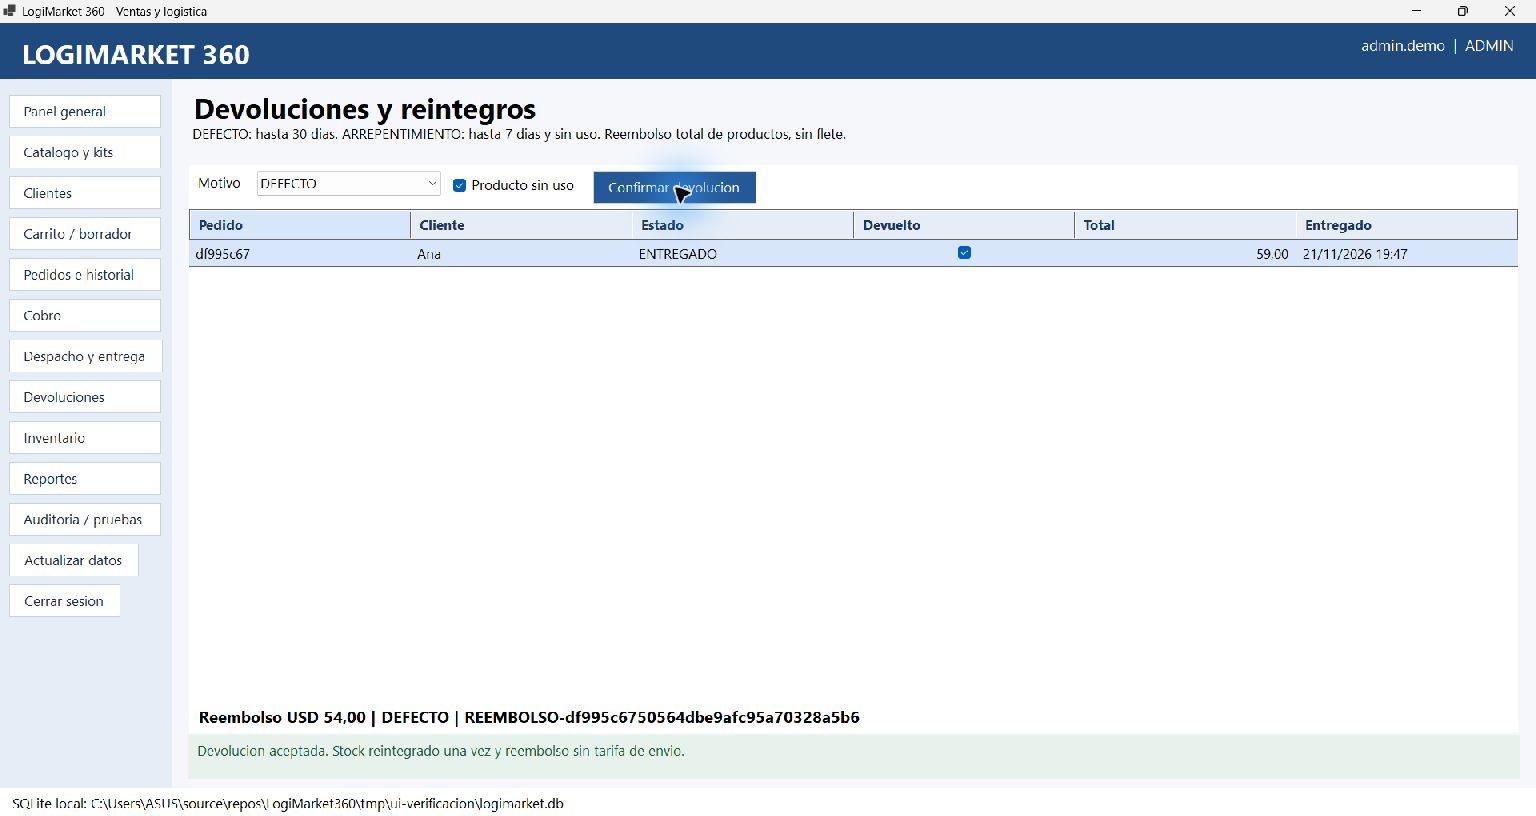 LogiMarket 360 - Ventas y logistica
LOGIMARKET 360
admin.demo | ADMIN
Panel general
Catalogo y kits
Clientes
Carrito / borrador
Pedidos e historial
Cobro
Despacho y entrega
Devoluciones
Inventario
Reportes
Auditoria / pruebas
Actualizar datos
Cerrar sesion
Devoluciones y reintegros
DEFECTO: hasta 30 dias. ARREPENTIMIENTO: hasta 7 dias y sin uso. Reembolso total de productos, sin flete.
Motivo DEFECTO Producto sin uso Confirmar devolucion
Pedido Cliente Estado Devuelto Total Entregado
df995c67 Ana ENTREGADO 59.00 21/11/2026 19:47
Reembolso USD 54,00 | DEFECTO | REEMBOLSO-df995c6750564dbe9afc95a70328a5b6
Devolucion aceptada. Stock reintegrado una vez y reembolso sin tarifa de envio.
SQLite local: C:\Users\ASUS\source\repos\LogiMarket360\tmp\ui-verificacion\logimarket.db